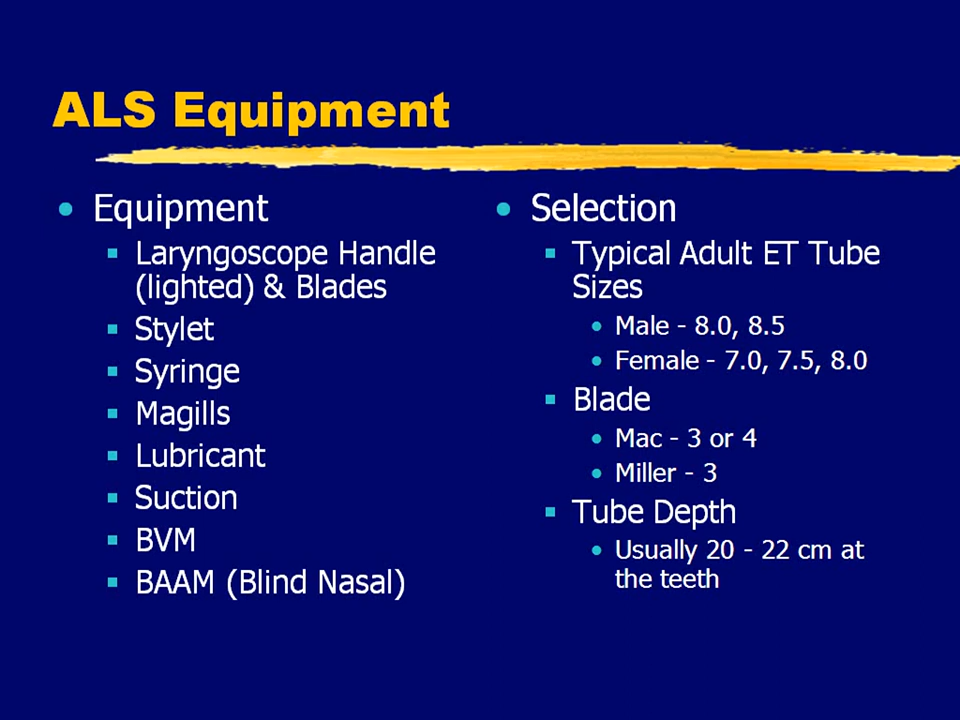 ALS Equipment
• Equipment
▪ Laryngoscope Handle
(lighted) & Blades
▪ Stylet
▪ Syringe
▪ Magills
▪ Lubricant
▪ Suction
▪ BVM
▪ BAAM (Blind Nasal)
• Selection
▪ Typical Adult ET Tube
Sizes
• Male - 8.0, 8.5
• Female - 7.0, 7.5, 8.0
▪ Blade
• Mac - 3 or 4
• Miller - 3
▪ Tube Depth
• Usually 20 - 22 cm at
the teeth